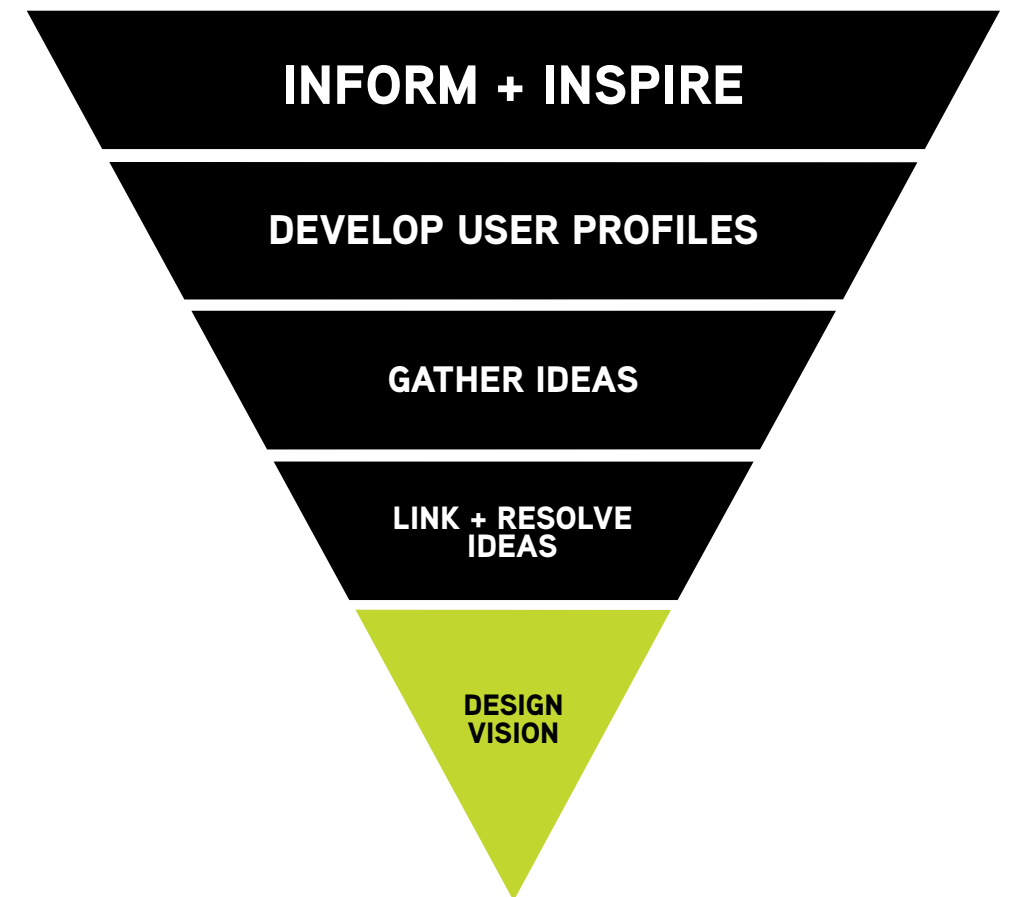 INFORM + INSPIRE
DEVELOP USER PROFILES
GATHER IDEAS
LINK + RESOLVE
IDEAS
DESIGN
VISION